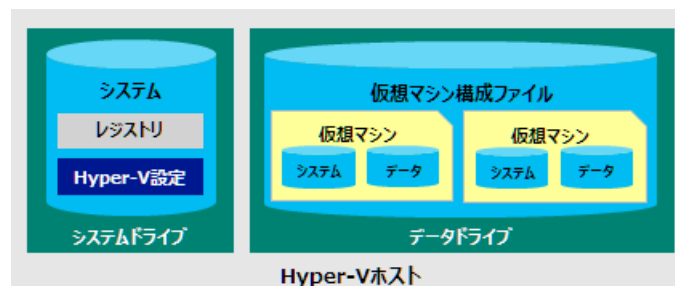 システム
レジストリ
Hyper-V設定
システムドライブ
仮想マシン構成ファイル
仮想マシン
システム
データ
仮想マシン
システム
データ
データドライブ
Hyper-Vホスト